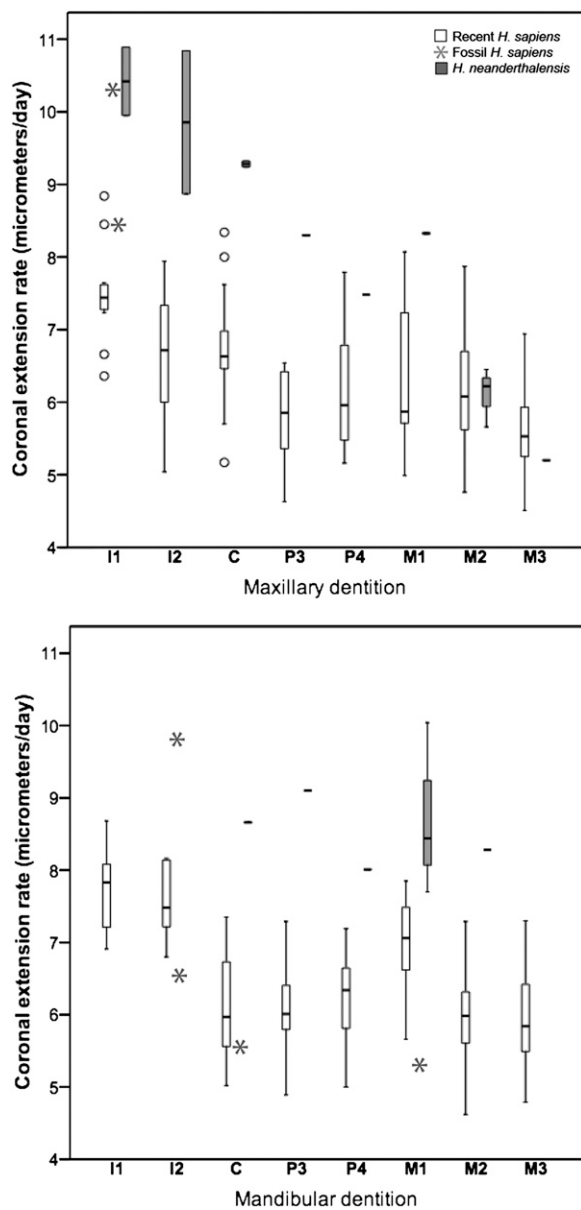 Recent H. sapiens
Fossil H. sapiens
H. neanderthalensis
Coronal extension rate (micrometers/day)
11
10
9
8
7
6
5
4
I1 I2 C P3 P4 M1 M2 M3
Maxillary dentition
Coronal extension rate (micrometers/day)
11
10
9
8
7
6
5
4
I1 I2 C P3 P4 M1 M2 M3
Mandibular dentition